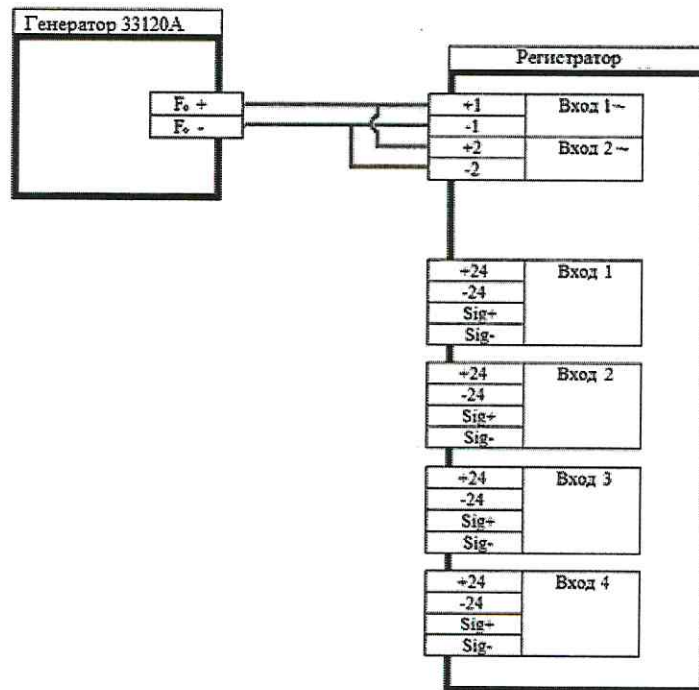 Генератор 33120А
Регистратор
F₀ +
F₀ -
+1
-1
+2
-2
Вход 1~
Вход 2~
+24
-24
Sig+
Sig-
Вход 1
+24
-24
Sig+
Sig-
Вход 2
+24
-24
Sig+
Sig-
Вход 3
+24
-24
Sig+
Sig-
Вход 4